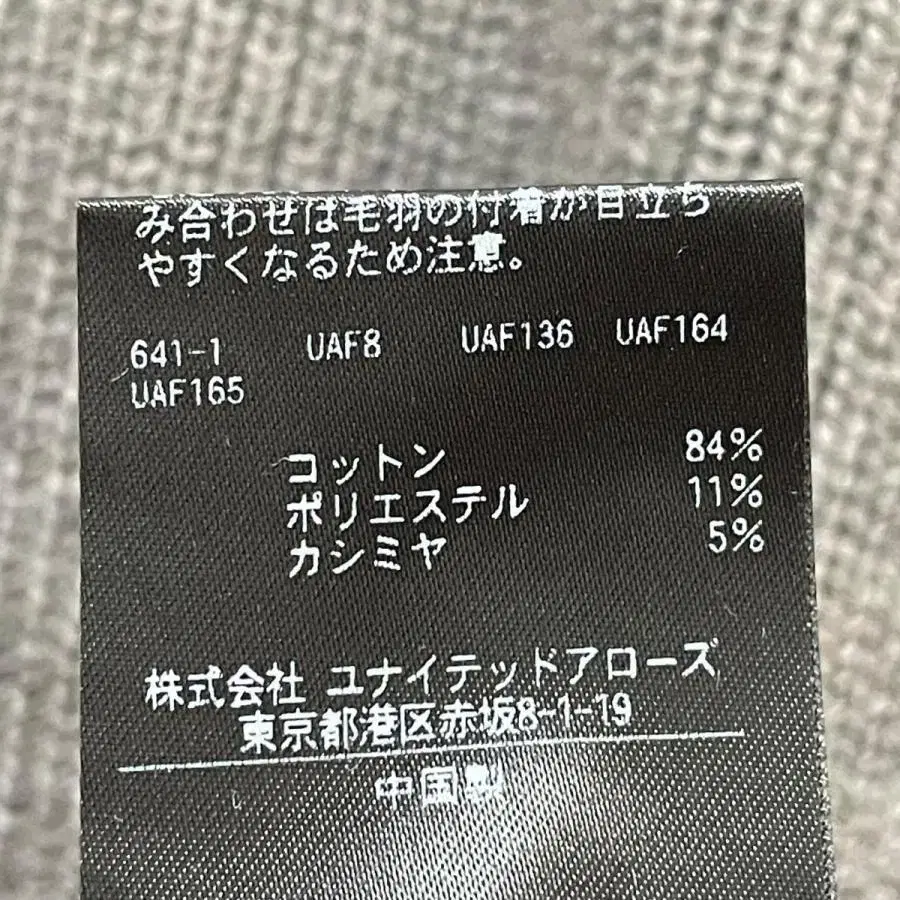 み合わせは毛羽の付着が目立ち
やすくなるため注意。
641-1 UAF8 UAF136 UAF164
UAF165
コットン 84%
ポリエステル 11%
カシミヤ 5%
株式会社 ユナイテッドアローズ
東京都港区赤坂8-1-19
中国製